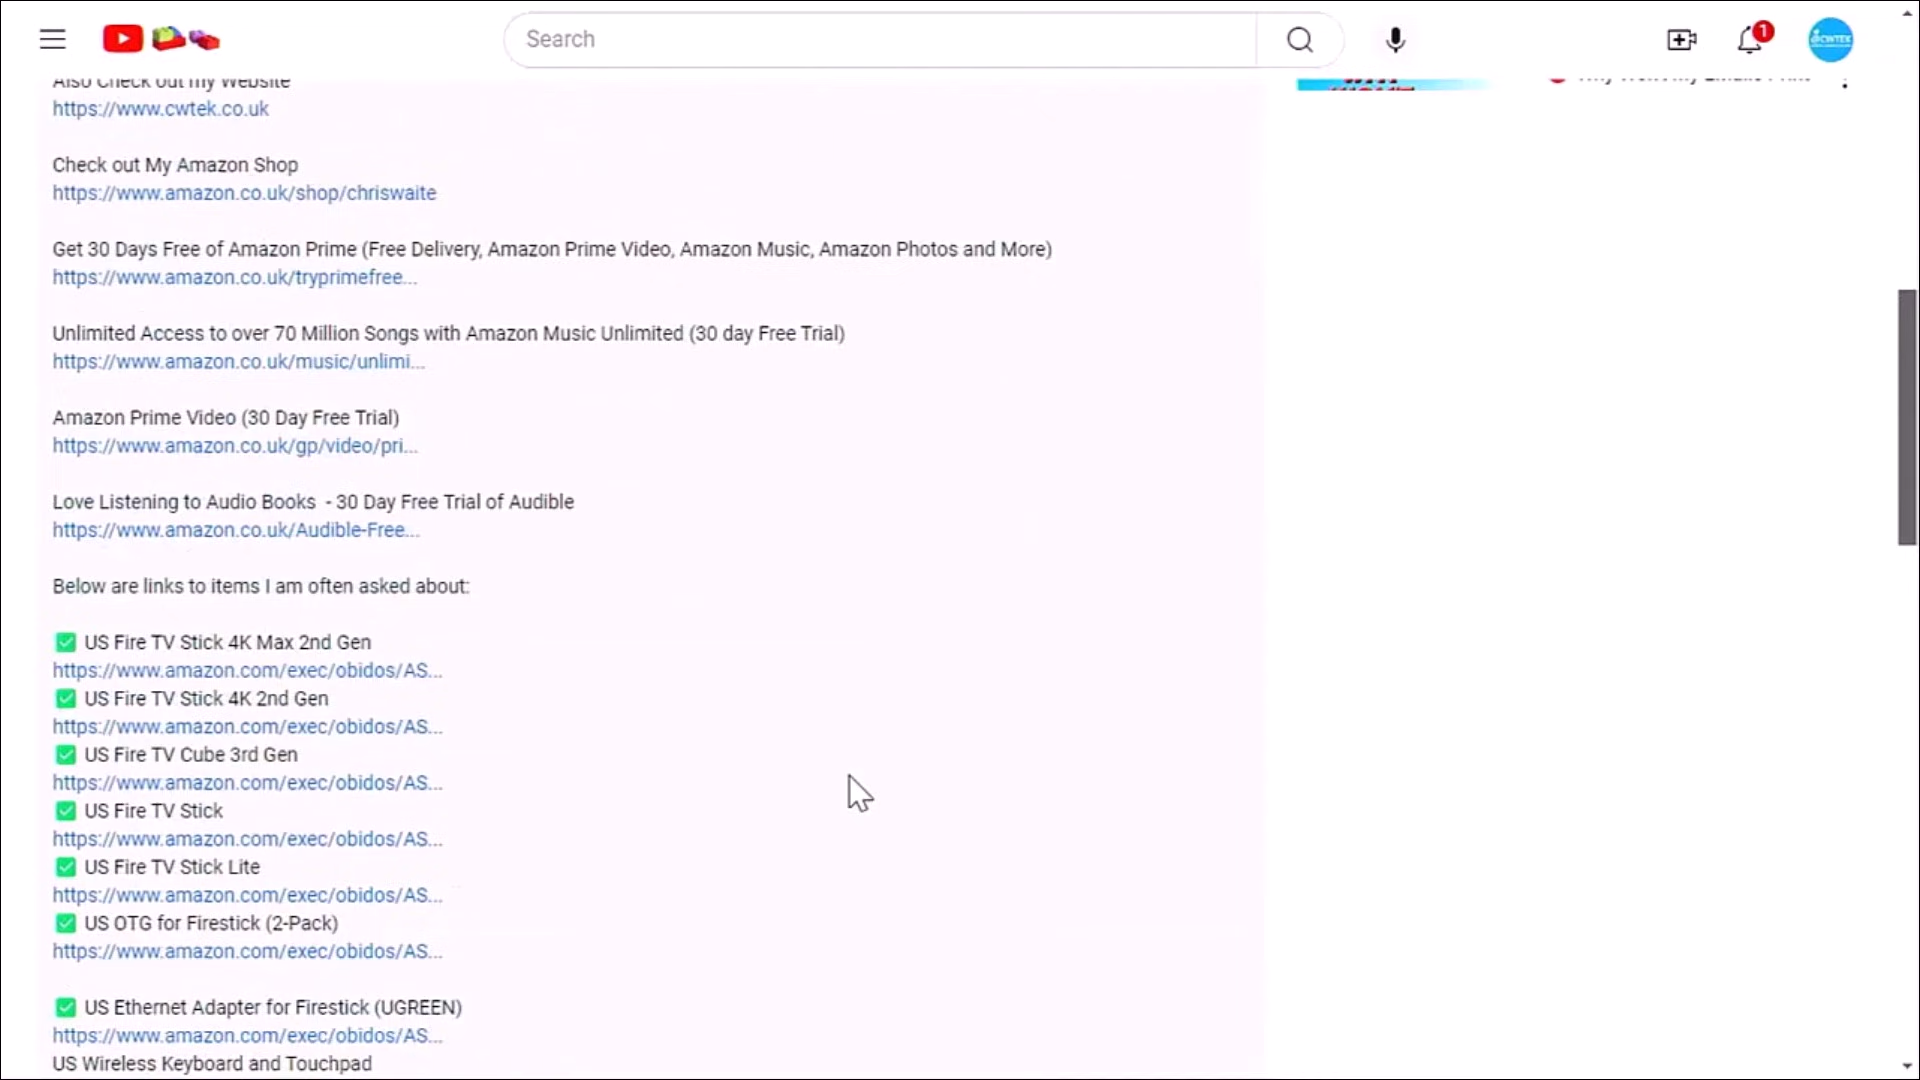 Search
1
CWTEK
Also Check out my Website
https://www.cwtek.co.uk
Check out My Amazon Shop
https://www.amazon.co.uk/shop/chriswaite
Get 30 Days Free of Amazon Prime (Free Delivery, Amazon Prime Video, Amazon Music, Amazon Photos and More)
https://www.amazon.co.uk/tryprimefree...
Unlimited Access to over 70 Million Songs with Amazon Music Unlimited (30 day Free Trial)
https://www.amazon.co.uk/music/unlimi...
Amazon Prime Video (30 Day Free Trial)
https://www.amazon.co.uk/gp/video/pri...
Love Listening to Audio Books  - 30 Day Free Trial of Audible
https://www.amazon.co.uk/Audible-Free...
Below are links to items I am often asked about:
✅ US Fire TV Stick 4K Max 2nd Gen
https://www.amazon.com/exec/obidos/AS...
✅ US Fire TV Stick 4K 2nd Gen
https://www.amazon.com/exec/obidos/AS...
✅ US Fire TV Cube 3rd Gen
https://www.amazon.com/exec/obidos/AS...
✅ US Fire TV Stick
https://www.amazon.com/exec/obidos/AS...
✅ US Fire TV Stick Lite
https://www.amazon.com/exec/obidos/AS...
✅ US OTG for Firestick (2-Pack)
https://www.amazon.com/exec/obidos/AS...
✅ US Ethernet Adapter for Firestick (UGREEN)
https://www.amazon.com/exec/obidos/AS...
US Wireless Keyboard and Touchpad